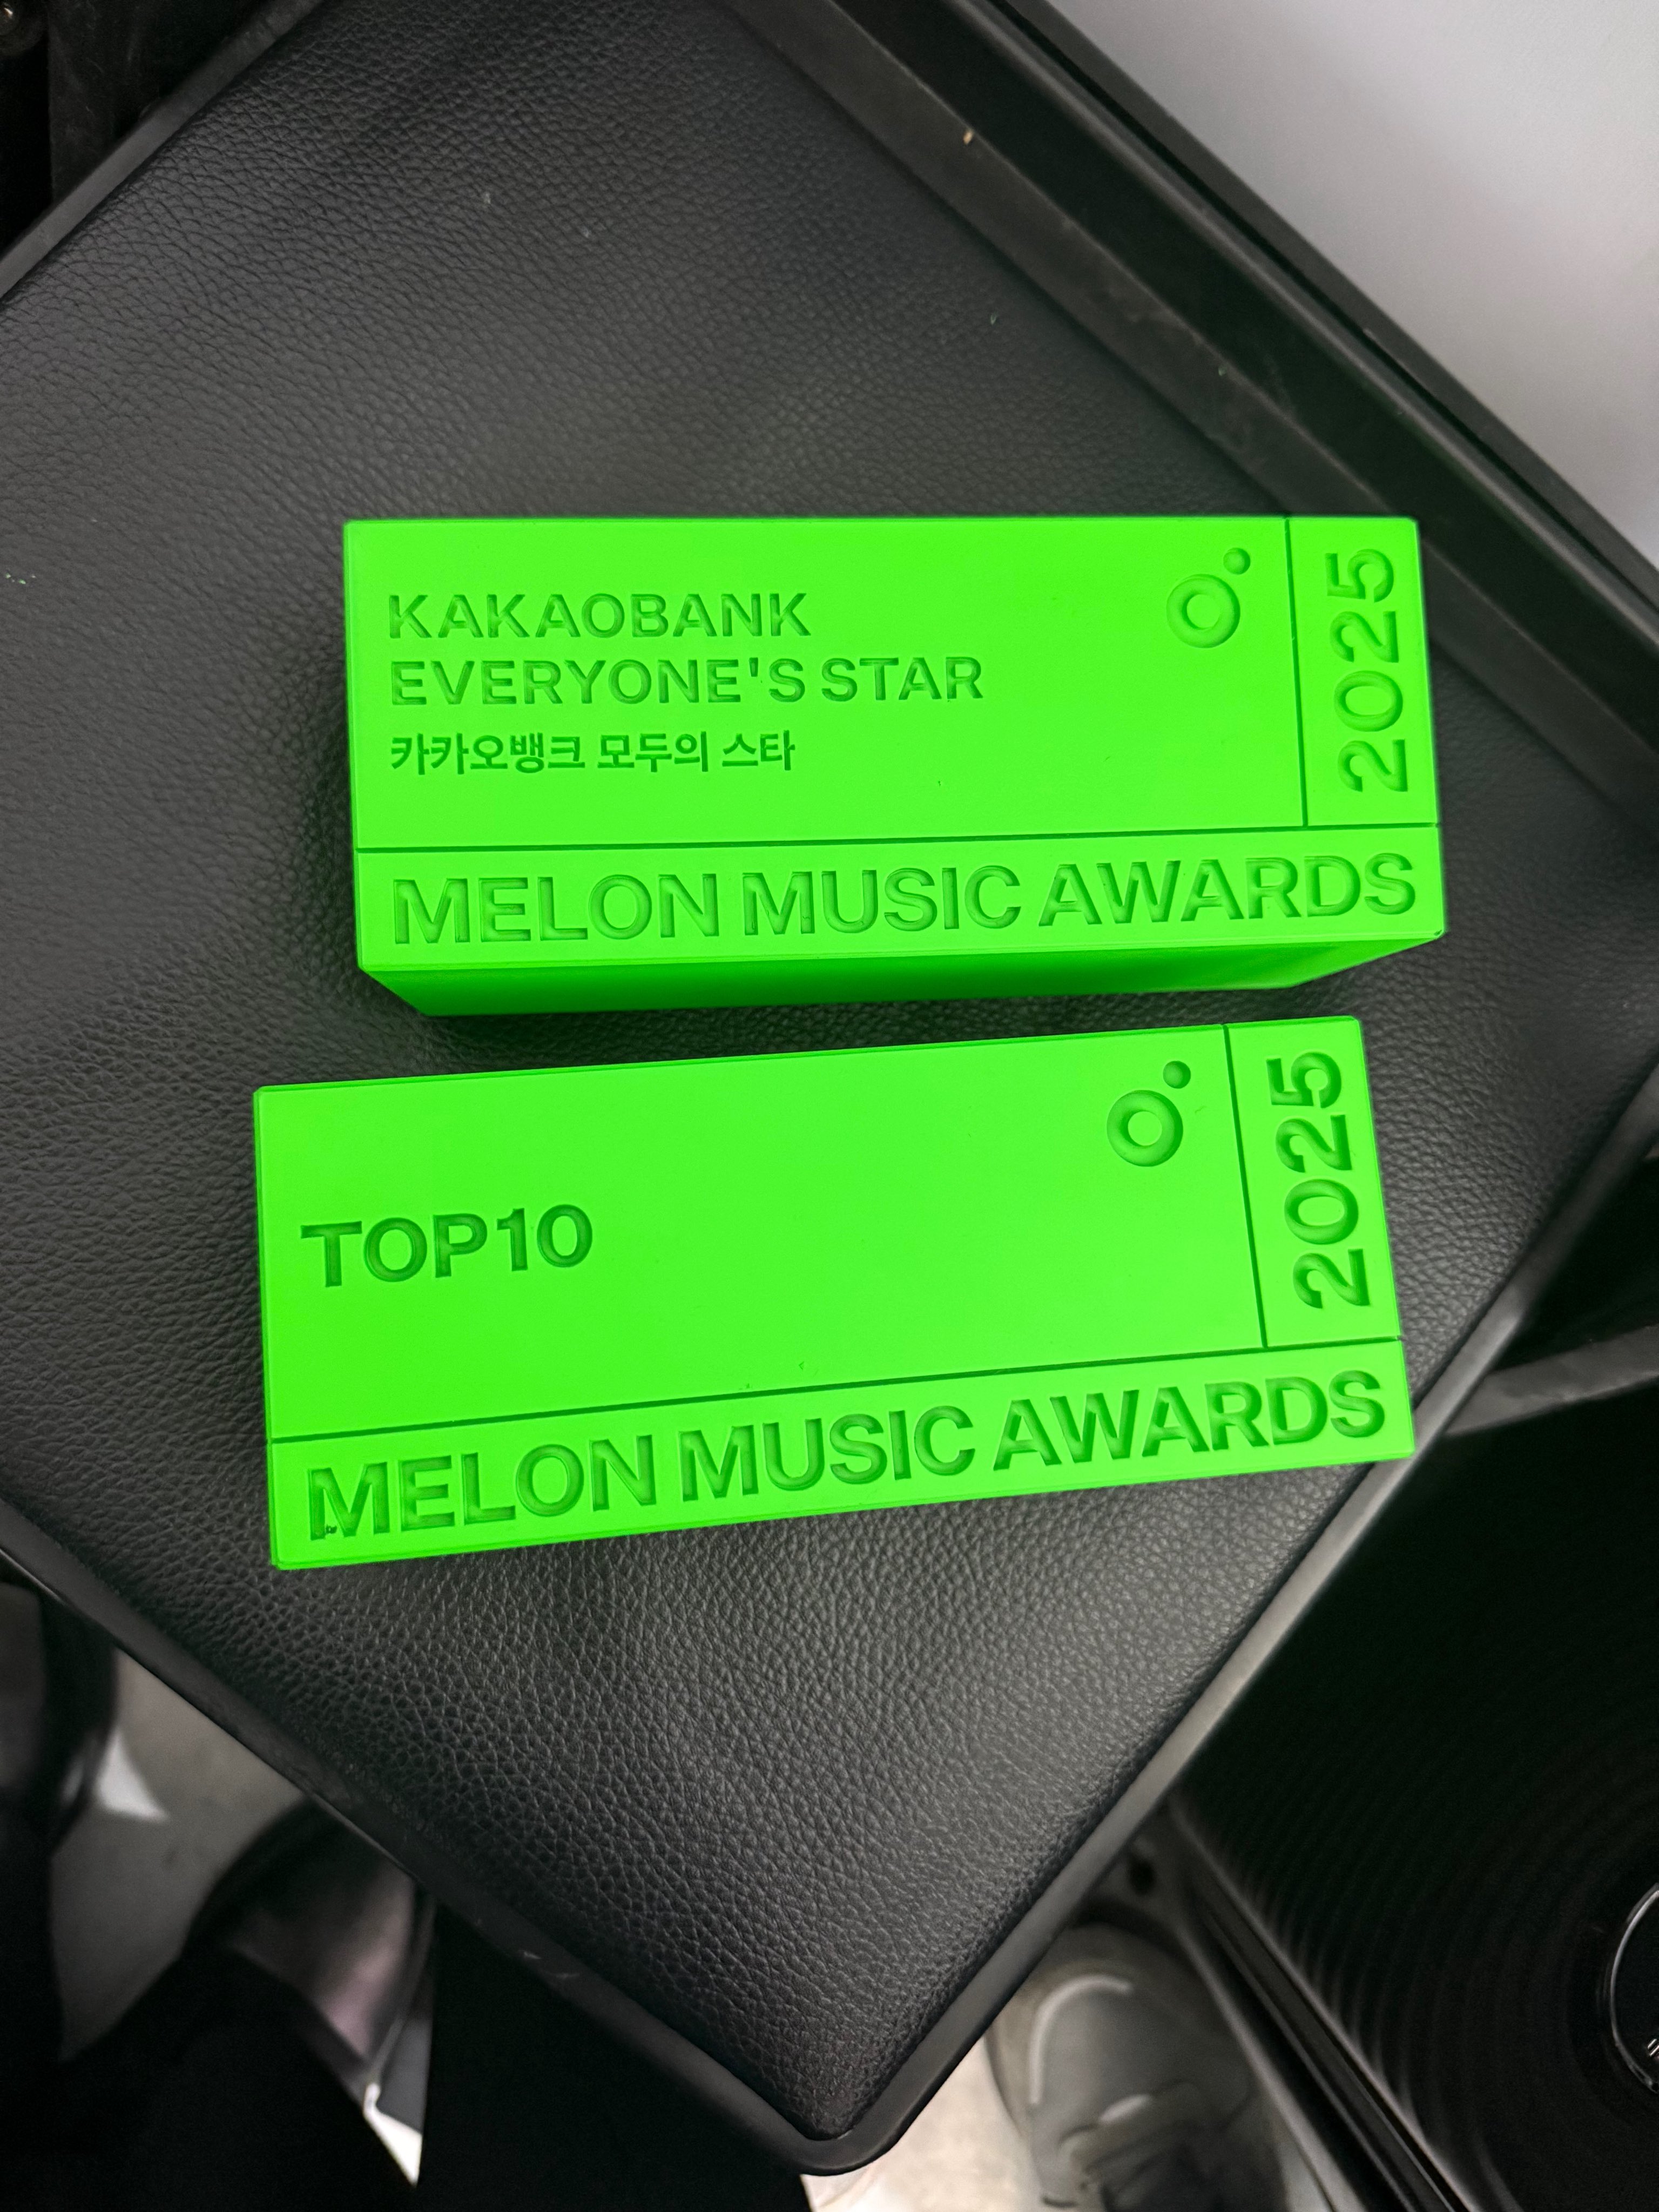 KAKAOBANK
EVERYONE'S STAR
카카오뱅크 모두의 스타
2025
MELON MUSIC AWARDS
TOP10
2025
MELON MUSIC AWARDS